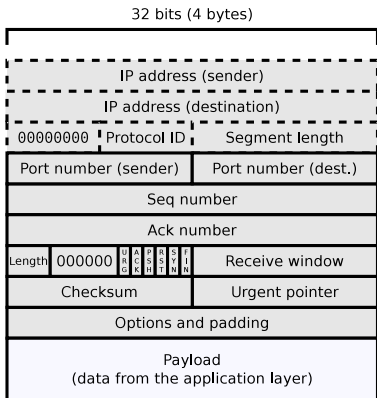 32 bits (4 bytes)
IP address (sender)
IP address (destination)
00000000 Protocol ID Segment length
Port number (sender) Port number (dest.)
Seq number
Ack number
Length 000000 URG ACK PSH RST SYN FIN Receive window
Checksum Urgent pointer
Options and padding
Payload
(data from the application layer)